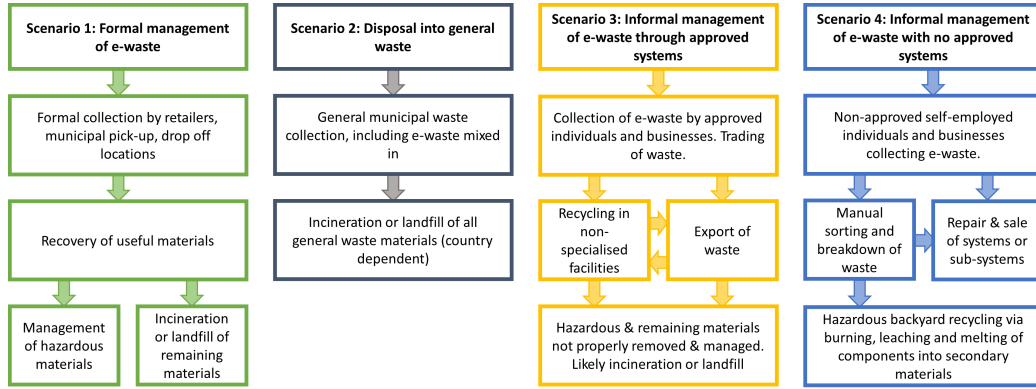 Scenario 1: Formal management
of e-waste
Formal collection by retailers,
municipal pick-up, drop off
locations
Recovery of useful materials
Management
of hazardous
materials
Incineration
or landfill of
remaining
materials
Scenario 2: Disposal into general
waste
General municipal waste
collection, including e-waste mixed
in
Incineration or landfill of all
general waste materials (country
dependent)
Scenario 3: Informal management
of e-waste through approved
systems
Collection of e-waste by approved
individuals and businesses. Trading
of waste.
Recycling in
non-
specialised
facilities
Export of
waste
Hazardous & remaining materials
not properly removed & managed.
Likely incineration or landfill
Scenario 4: Informal management
of e-waste with no approved
systems
Non-approved self-employed
individuals and businesses
collecting e-waste.
Manual
sorting and
breakdown of
waste
Repair & sale
of systems or
sub-systems
Hazardous backyard recycling via
burning, leaching and melting of
components into secondary
materials